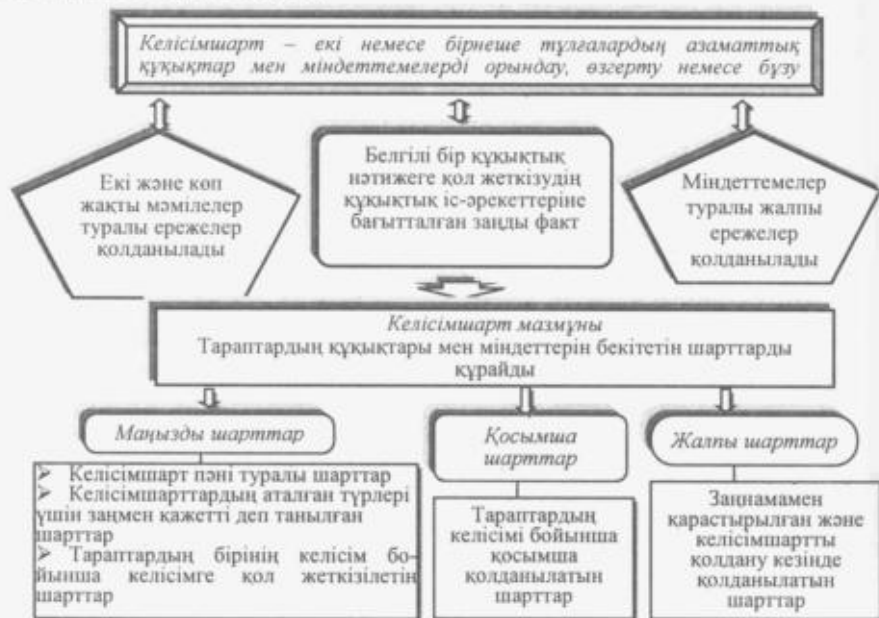 Келісімшарт – екі немесе бірнеше тұлғалардың азаматтық
құқықтар мен міндеттемелерді орындау, өзгерту немесе бұзу
Екі және көп
жақты мәмілелер
туралы ережелер
қолданылады
Белгілі бір құқықтық
нәтижеге қол жеткізудің
құқықтық іс-әрекеттеріне
бағытталған заңды факт
Міндеттемелер
туралы жалпы
ережелер
қолданылады
Келісімшарт мазмұны
Тараптардың құқықтары мен міндеттерін бекітетін шарттарды
құрайды
Маңызды шарттар
➢ Келісімшарт пәні туралы шарттар
➢ Келісімшарттардың аталған түрлері
үшін заңмен қажетті деп танылған
шарттар
➢ Тараптардың бірінің келісім бо-
йынша келісімге қол жеткізілетін
шарттар
Қосымша
шарттар
Тараптардың
келісімі бойынша
қосымша
қолданылатын
шарттар
Жалпы шарттар
Заңнамамен
қарастырылған және
келісімшартты
қолдану кезінде
қолданылатын
шарттар